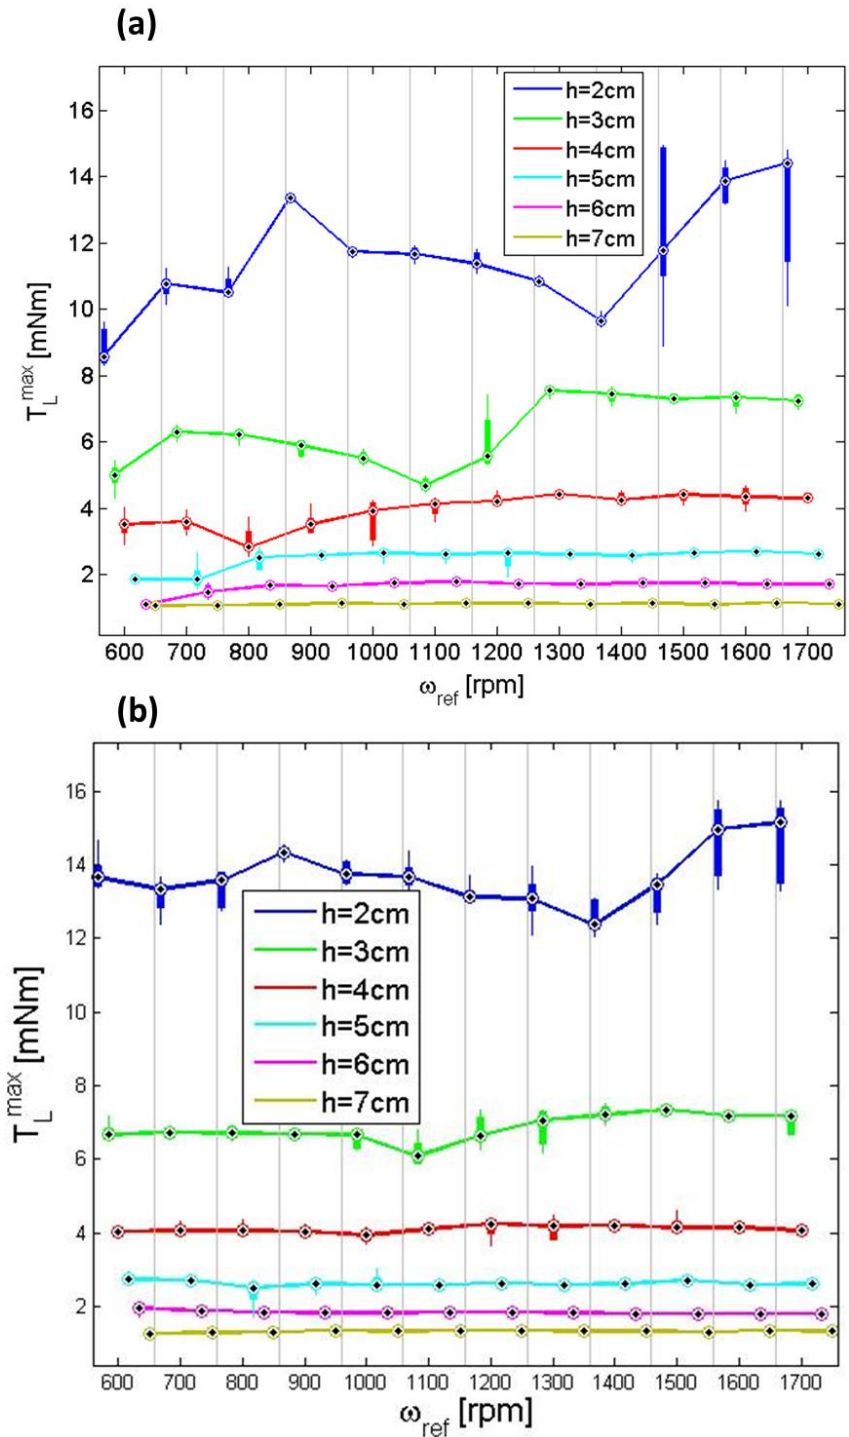 (a)
16
14
12
10
8
6
4
2
T_L^max [mNm]
h=2cm
h=3cm
h=4cm
h=5cm
h=6cm
h=7cm
600 700 800 900 1000 1100 1200 1300 1400 1500 1600 1700
ω_ref [rpm]
(b)
16
14
12
10
8
6
4
2
T_L^max [mNm]
h=2cm
h=3cm
h=4cm
h=5cm
h=6cm
h=7cm
600 700 800 900 1000 1100 1200 1300 1400 1500 1600 1700
ω_ref [rpm]